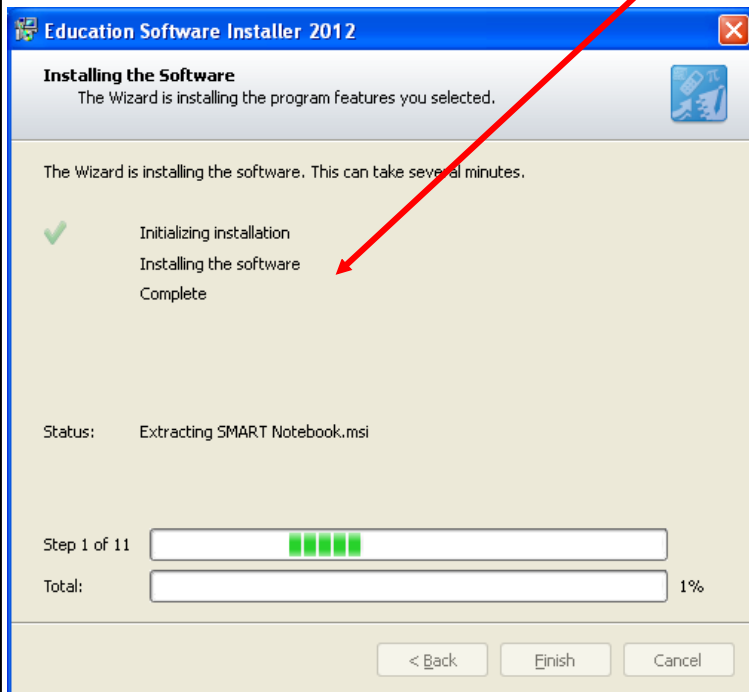 Education Software Installer 2012
Installing the Software
The Wizard is installing the program features you selected.
The Wizard is installing the software. This can take several minutes.
Initializing installation
Installing the software
Complete
Status: Extracting SMART Notebook.msi
Step 1 of 11
Total: 1%
< Back Finish Cancel